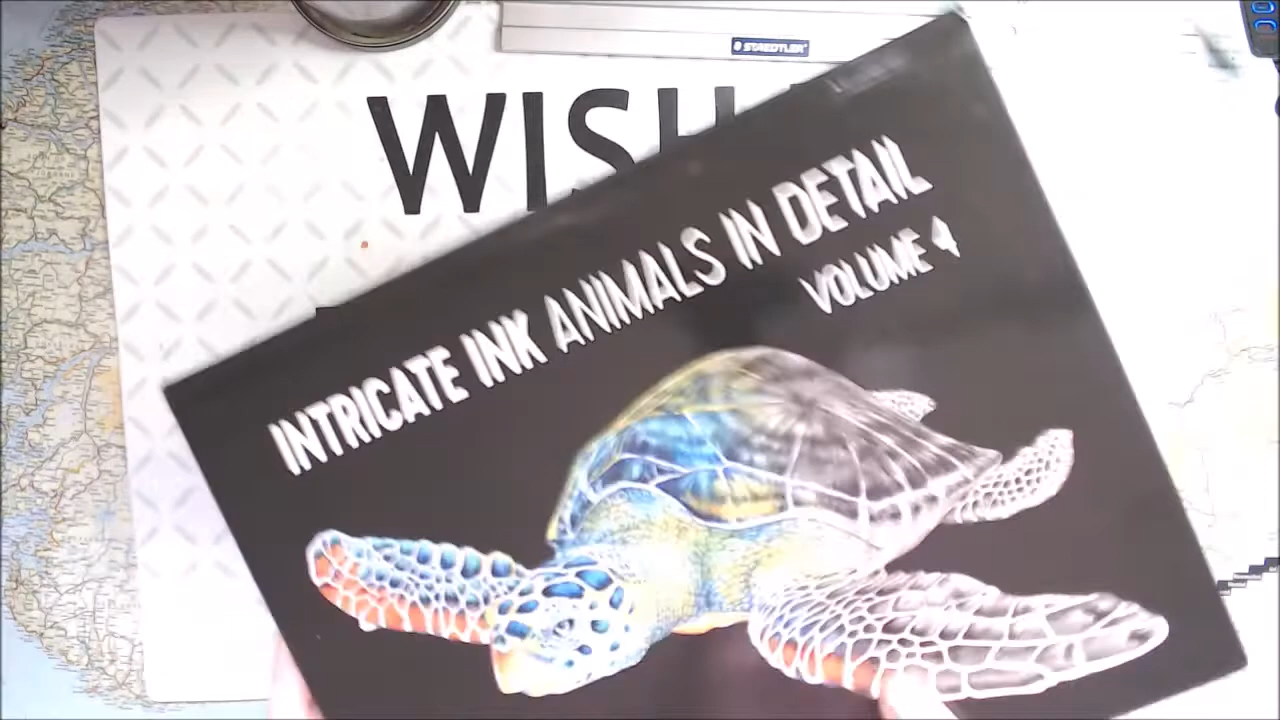 STAEDTLER
WISH
INTRICATE INK ANIMALS IN DETAIL
VOLUME 4